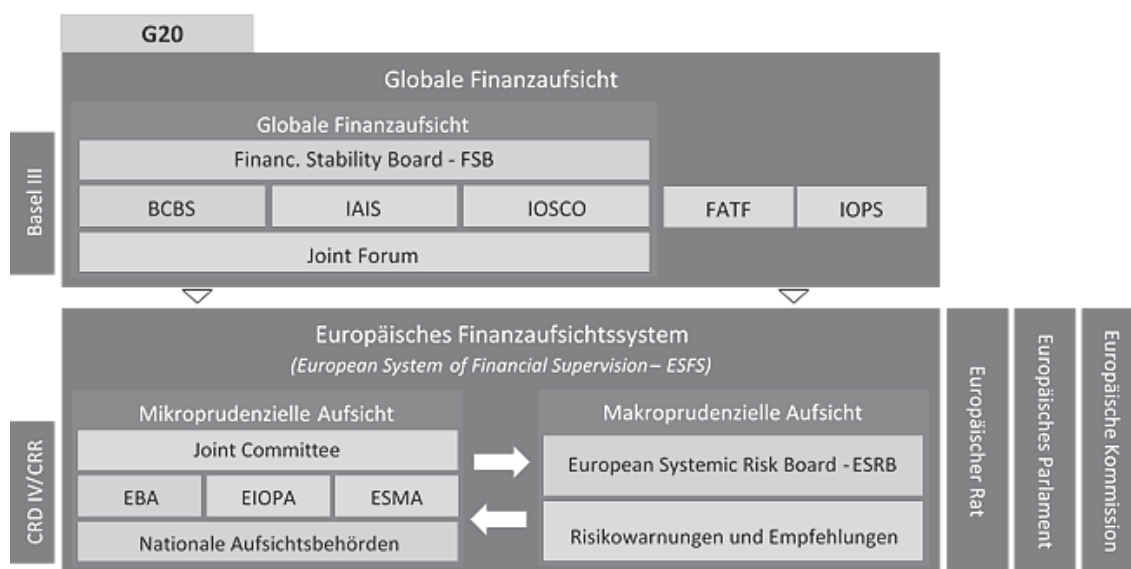 G20
Globale Finanzaufsicht
Globale Finanzaufsicht
Financ. Stability Board - FSB
BCBS
IAIS
IOSCO
FATF
IOPS
Joint Forum
Basel III
Europäisches Finanzaufsichtssystem
(European System of Financial Supervision – ESFS)
Mikroprudenzielle Aufsicht
Joint Committee
EBA
EIOPA
ESMA
Nationale Aufsichtsbehörden
Makroprudenzielle Aufsicht
European Systemic Risk Board - ESRB
Risikowarnungen und Empfehlungen
CRD IV/CRR
Europäischer Rat
Europäisches Parlament
Europäische Kommission